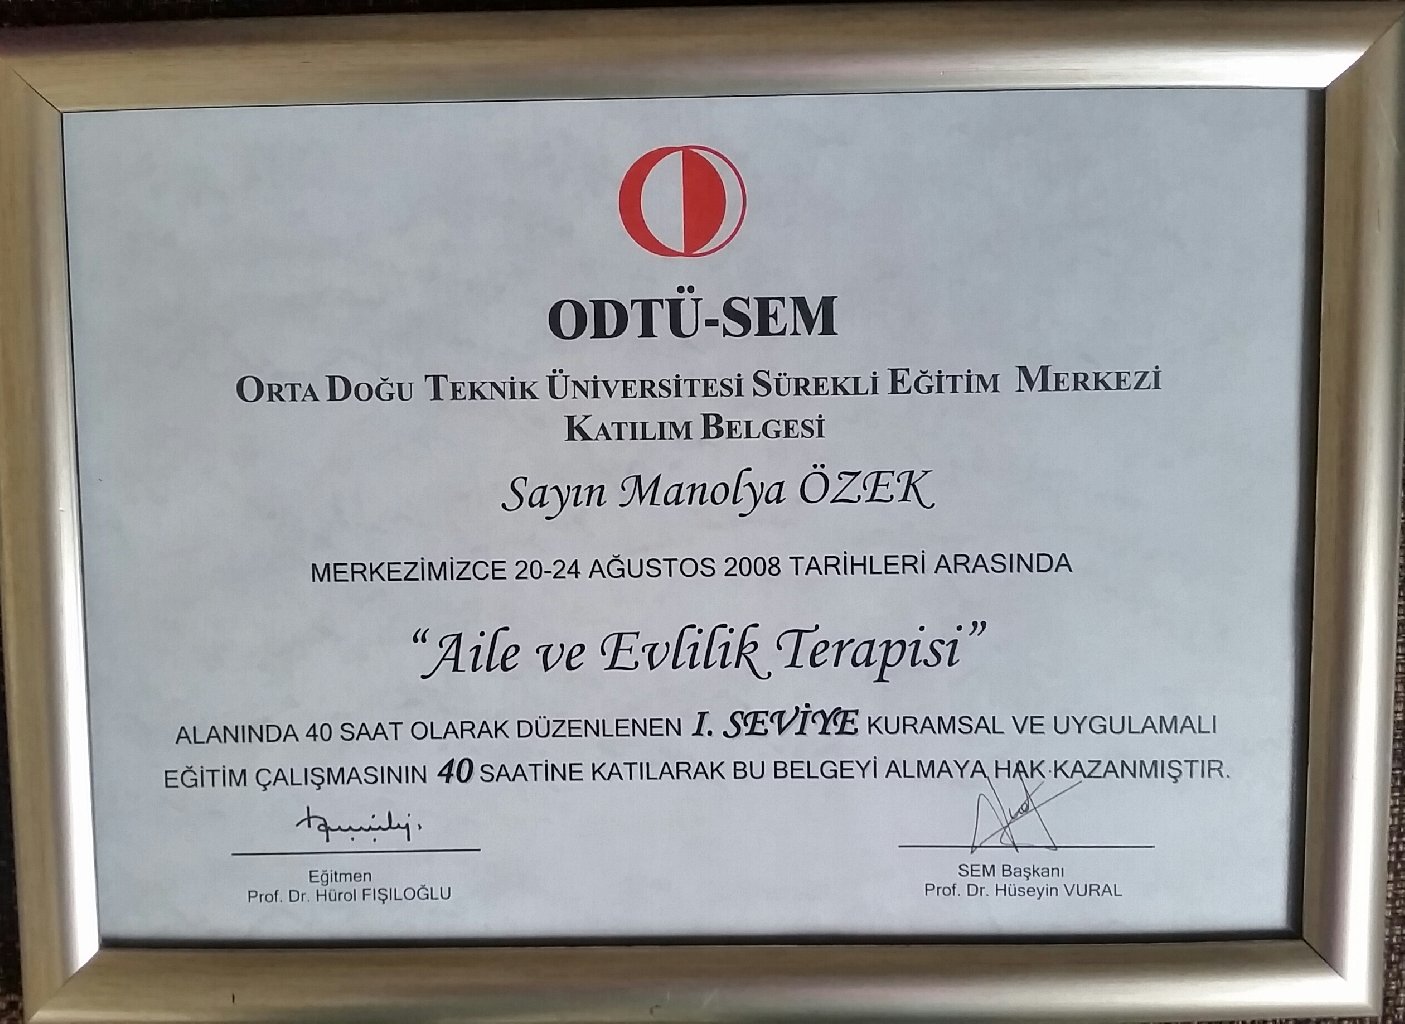 ODTÜ-SEM
ORTA DOĞU TEKNİK ÜNİVERSİTESİ SÜREKLİ EĞİTİM MERKEZİ
KATILIM BELGESİ
Sayın Manolya ÖZEK
MERKEZİMİZCE 20-24 AĞUSTOS 2008 TARİHLERİ ARASINDA
“Aile ve Evlilik Terapisi”
ALANINDA 40 SAAT OLARAK DÜZENLENEN I. SEVİYE KURAMSAL VE UYGULAMALI
EĞİTİM ÇALIŞMASININ 40 SAATİNE KATILARAK BU BELGEYİ ALMAYA HAK KAZANMIŞTIR.
Eğitmen
Prof. Dr. Hürol FIŞILOĞLU
SEM Başkanı
Prof. Dr. Hüseyin VURAL